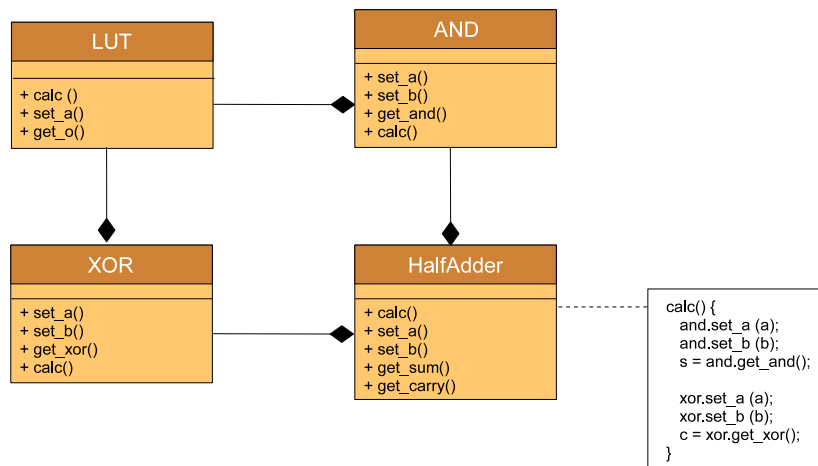 LUT
+ calc ()
+ set_a()
+ get_o()
AND
+ set_a()
+ set_b()
+ get_and()
+ calc()
XOR
+ set_a()
+ set_b()
+ get_xor()
+ calc()
HalfAdder
+ calc()
+ set_a()
+ set_b()
+ get_sum()
+ get_carry()
calc() {
and.set_a (a);
and.set_b (b);
s = and.get_and();
xor.set_a (a);
xor.set_b (b);
c = xor.get_xor();
}